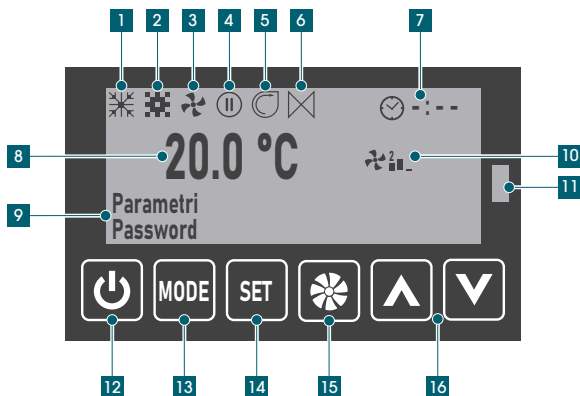 1 2 3 4 5 6 7
-:--
8 20.0 °C 2 10
11
9 Parametri
Password
MODE SET
12 13 14 15 16